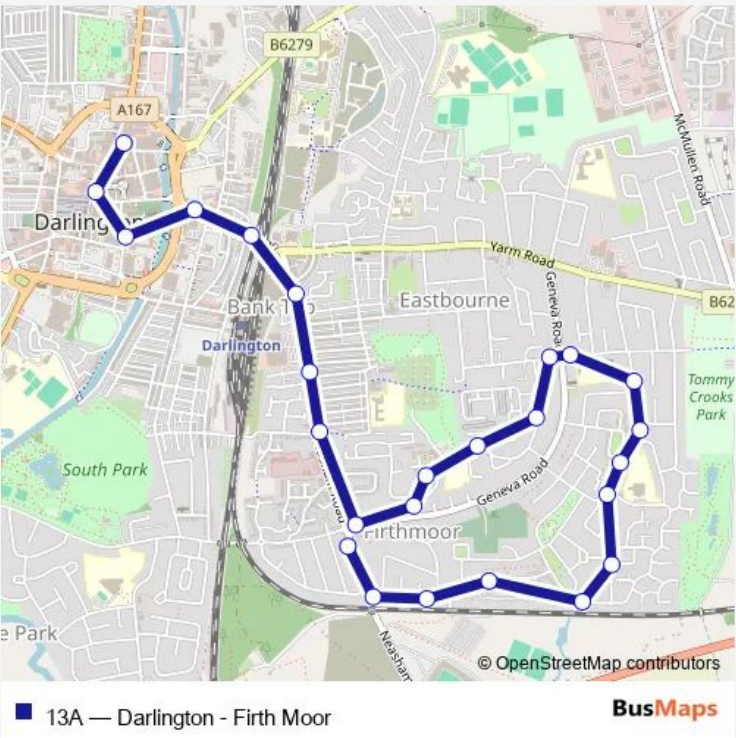 B6279
A167
McMullen Road
Darlington
Yarm Road
B62
Geneva Road
Bank Top
Eastbourne
Darlington
Tommy
Crooks
Park
South Park
Geneva Road
Firthmoor
e Park
Neasham
© OpenStreetMap contributors
13A — Darlington - Firth Moor
BusMaps